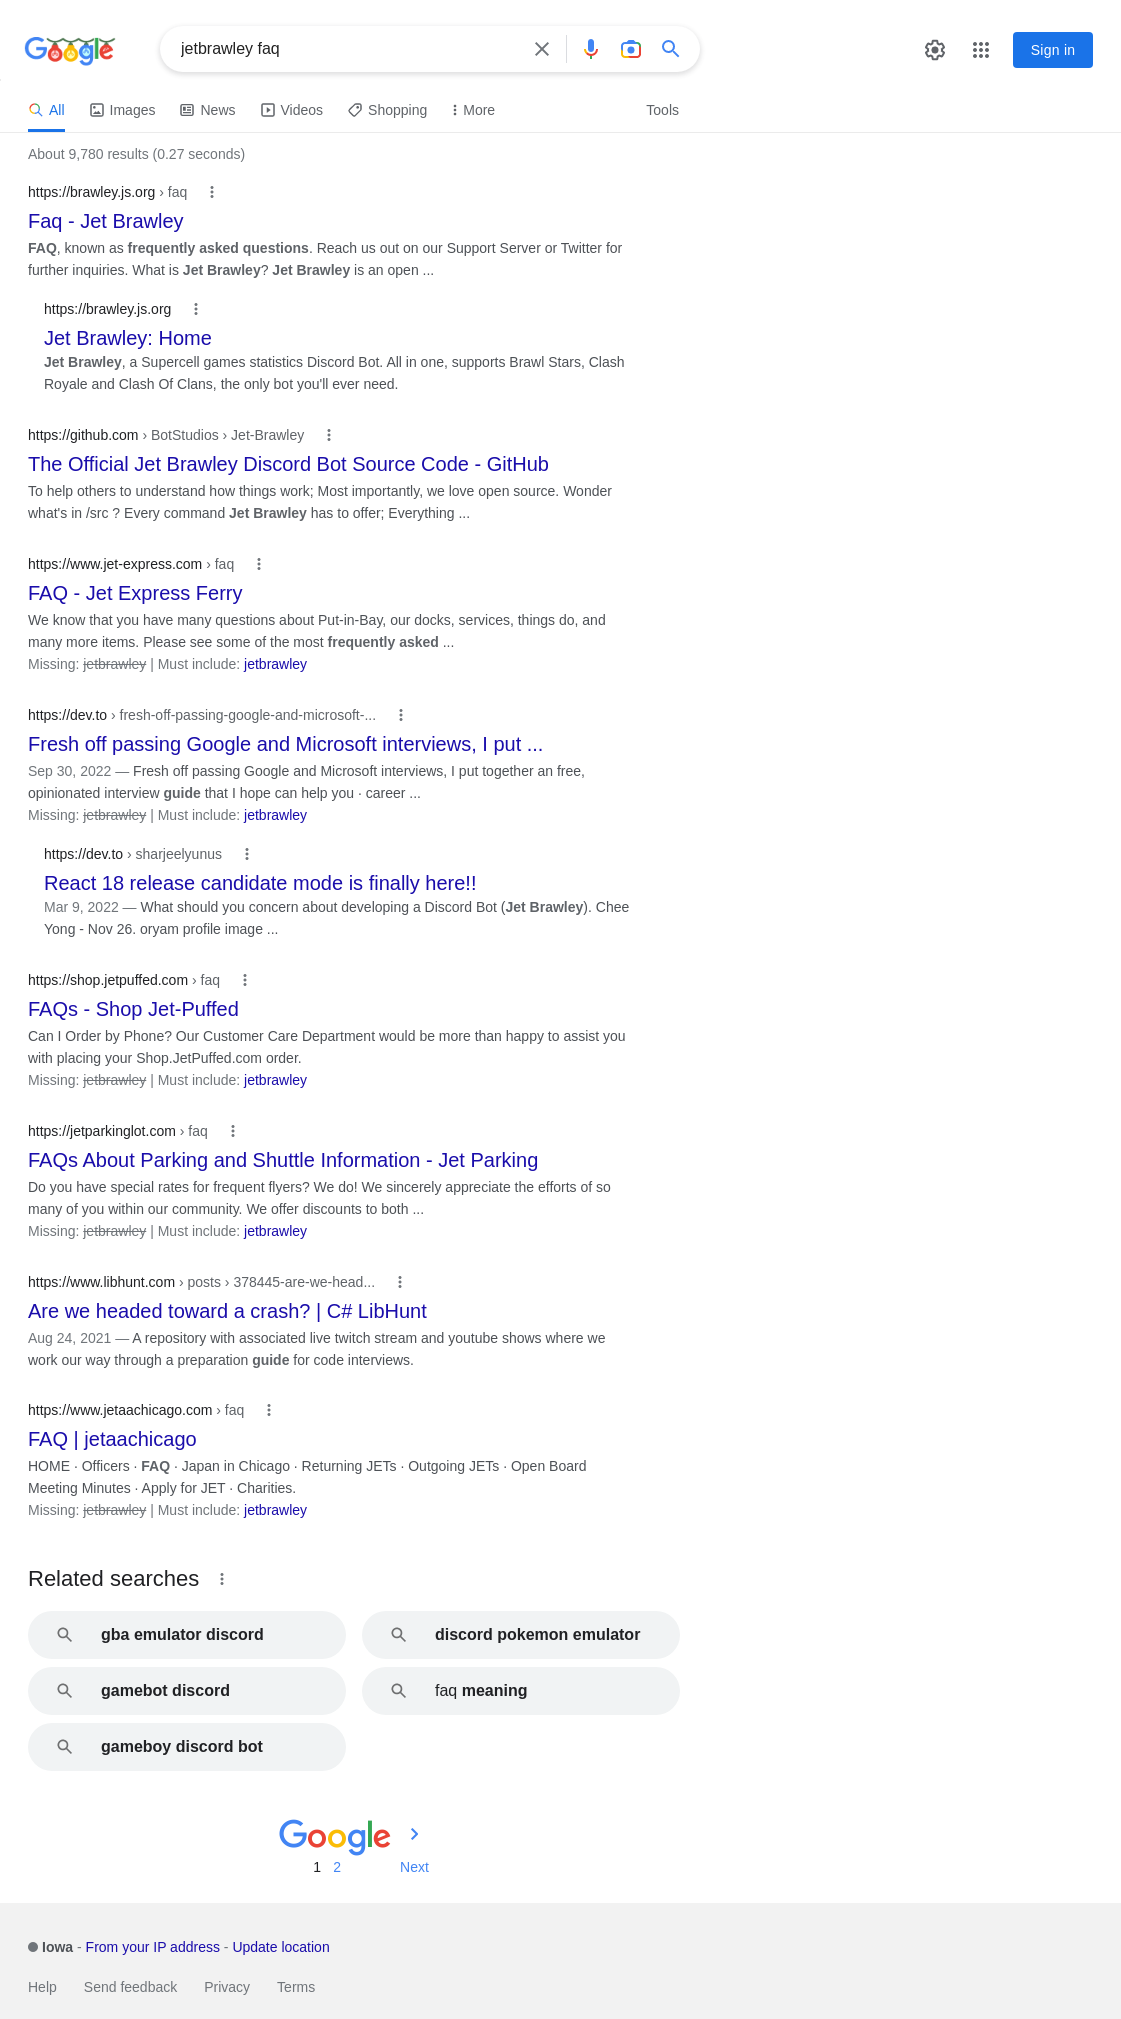 Google
jetbrawley faq
Sign in
All Images News Videos Shopping More Tools
About 9,780 results (0.27 seconds)
https://brawley.js.org › faq
Faq - Jet Brawley
FAQ, known as frequently asked questions. Reach us out on our Support Server or Twitter for
further inquiries. What is Jet Brawley? Jet Brawley is an open ...
https://brawley.js.org
Jet Brawley: Home
Jet Brawley, a Supercell games statistics Discord Bot. All in one, supports Brawl Stars, Clash
Royale and Clash Of Clans, the only bot you'll ever need.
https://github.com › BotStudios › Jet-Brawley
The Official Jet Brawley Discord Bot Source Code - GitHub
To help others to understand how things work; Most importantly, we love open source. Wonder
what's in /src ? Every command Jet Brawley has to offer; Everything ...
https://www.jet-express.com › faq
FAQ - Jet Express Ferry
We know that you have many questions about Put-in-Bay, our docks, services, things do, and
many more items. Please see some of the most frequently asked ...
Missing: jetbrawley | Must include: jetbrawley
https://dev.to › fresh-off-passing-google-and-microsoft-...
Fresh off passing Google and Microsoft interviews, I put ...
Sep 30, 2022 — Fresh off passing Google and Microsoft interviews, I put together an free,
opinionated interview guide that I hope can help you · career ...
Missing: jetbrawley | Must include: jetbrawley
https://dev.to › sharjeelyunus
React 18 release candidate mode is finally here!!
Mar 9, 2022 — What should you concern about developing a Discord Bot (Jet Brawley). Chee
Yong - Nov 26. oryam profile image ...
https://shop.jetpuffed.com › faq
FAQs - Shop Jet-Puffed
Can I Order by Phone? Our Customer Care Department would be more than happy to assist you
with placing your Shop.JetPuffed.com order.
Missing: jetbrawley | Must include: jetbrawley
https://jetparkinglot.com › faq
FAQs About Parking and Shuttle Information - Jet Parking
Do you have special rates for frequent flyers? We do! We sincerely appreciate the efforts of so
many of you within our community. We offer discounts to both ...
Missing: jetbrawley | Must include: jetbrawley
https://www.libhunt.com › posts › 378445-are-we-head...
Are we headed toward a crash? | C# LibHunt
Aug 24, 2021 — A repository with associated live twitch stream and youtube shows where we
work our way through a preparation guide for code interviews.
https://www.jetaachicago.com › faq
FAQ | jetaachicago
HOME · Officers · FAQ · Japan in Chicago · Returning JETs · Outgoing JETs · Open Board
Meeting Minutes · Apply for JET · Charities.
Missing: jetbrawley | Must include: jetbrawley
Related searches
gba emulator discord
discord pokemon emulator
gamebot discord
faq meaning
gameboy discord bot
Google
1 2 Next
Iowa - From your IP address - Update location
Help Send feedback Privacy Terms